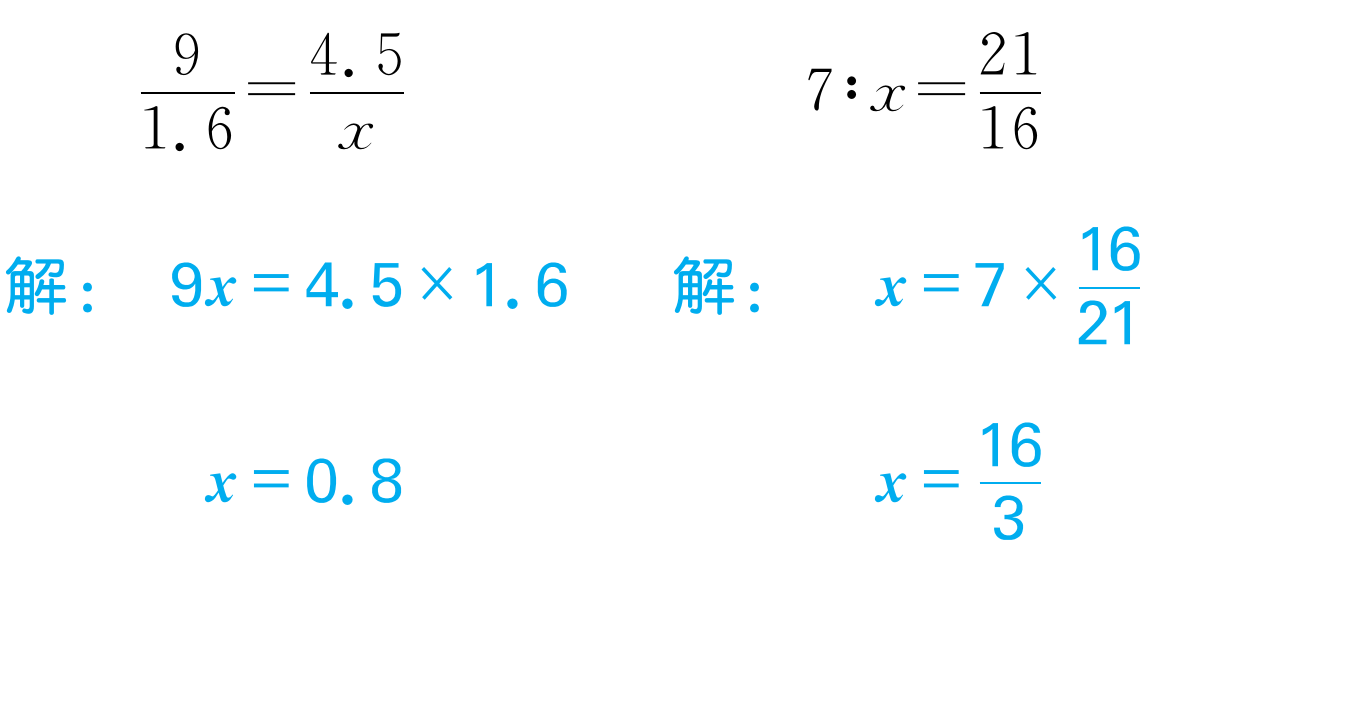 9/1.6=4.5/x 7:x=21/16
解: 9x=4.5×1.6 解: x=7×16/21
x=0.8 x=16/3